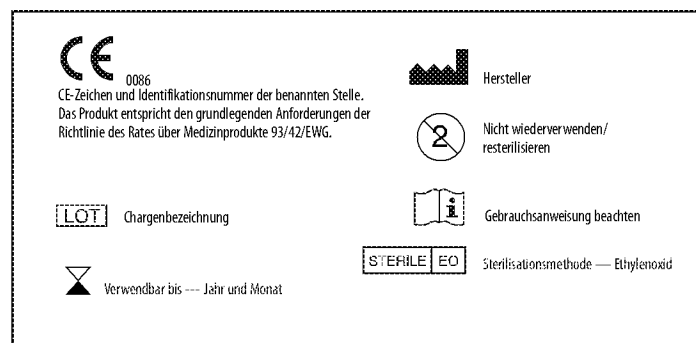 CE 0086
CE-Zeichen und Identifikationsnummer der benannten Stelle.
Das Produkt entspricht den grundlegenden Anforderungen der
Richtlinie des Rates über Medizinprodukte 93/42/EWG.
LOT Chargenbezeichnung
Verwendbar bis --- Jahr und Monat
Hersteller
2 Nicht wiederverwenden/
resterilisieren
Gebrauchsanweisung beachten
STERILE EO Sterilisationsmethode — Ethylenoxid